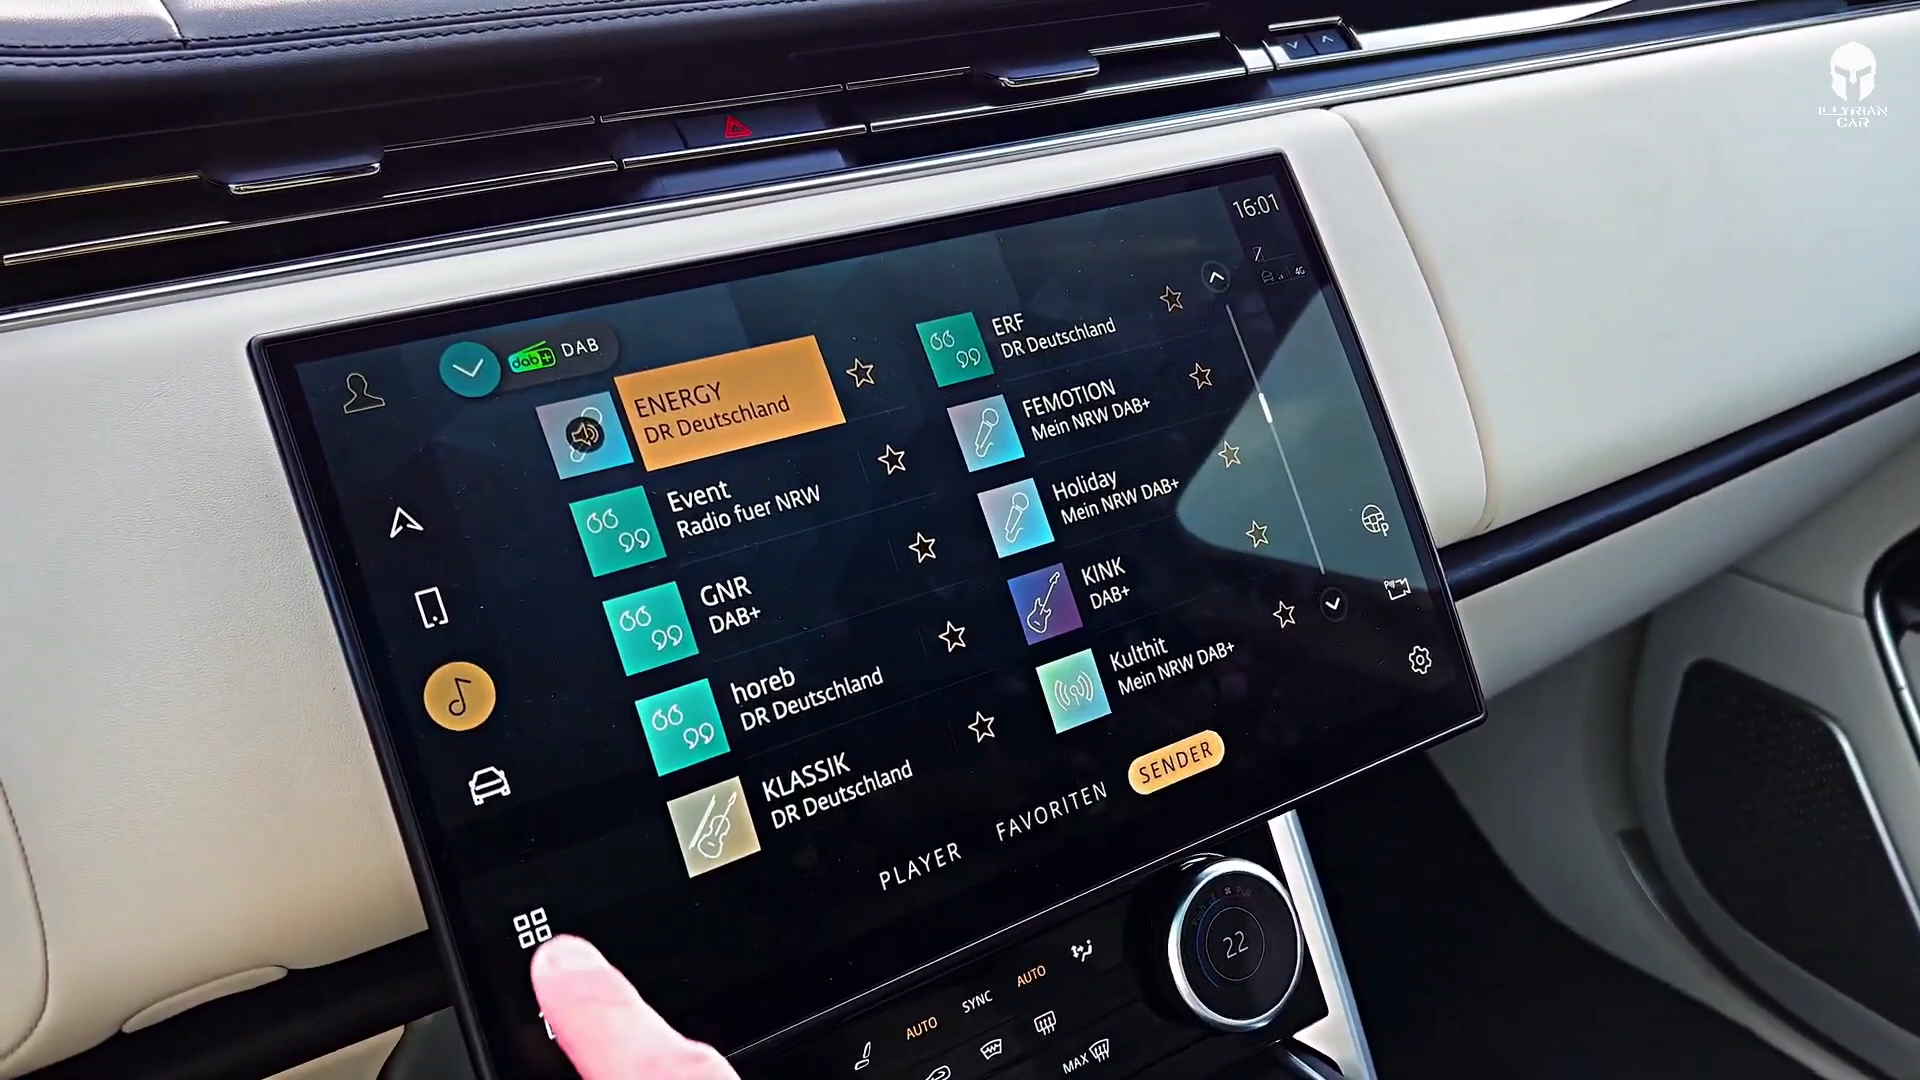 ILLYRIAN
CAR
16:01
4G
dab+ DAB
ENERGY
DR Deutschland
Event
Radio fuer NRW
GNR
DAB+
horeb
DR Deutschland
KLASSIK
DR Deutschland
ERF
DR Deutschland
FEMOTION
Mein NRW DAB+
Holiday
Mein NRW DAB+
KINK
DAB+
Kulthit
Mein NRW DAB+
PLAYER
FAVORITEN
SENDER
22
AUTO
SYNC
AUTO
MAX
P